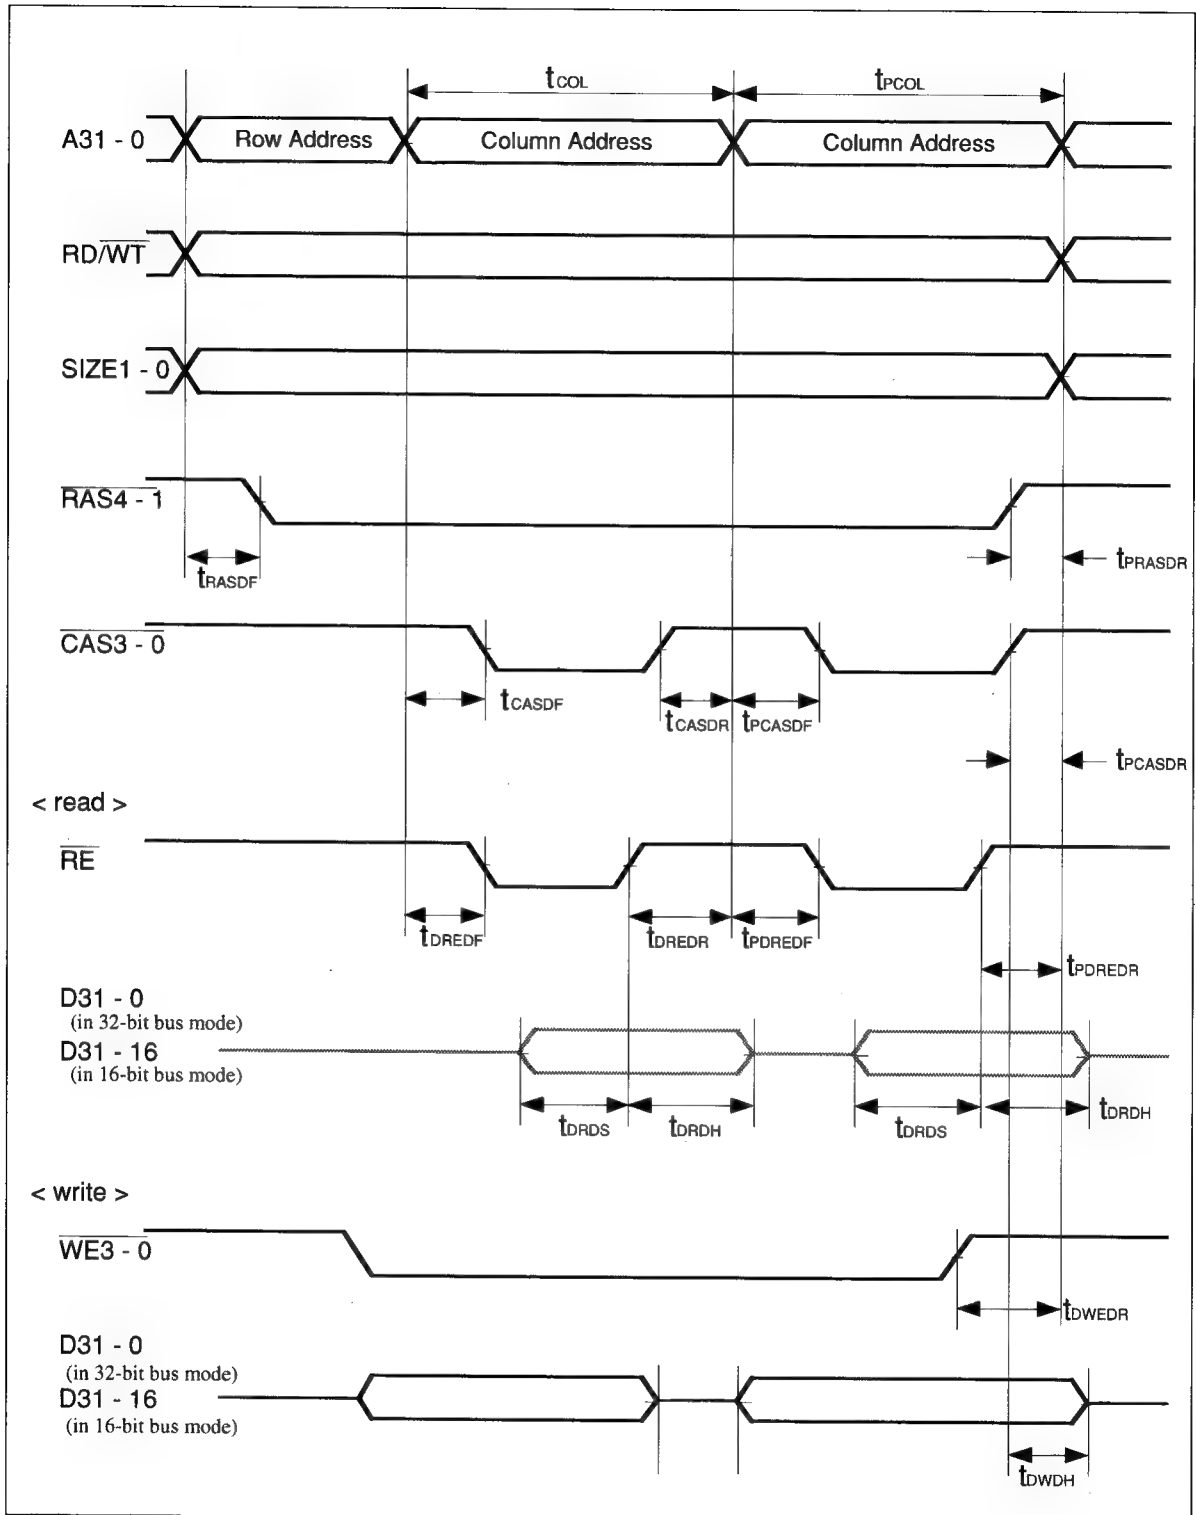 tCOL tPCOL
A31 - 0 Row Address Column Address Column Address
RD/WT
SIZE1 - 0
RAS4 - 1
tRASDF tPRASDR
CAS3 - 0
tCASDF tCASDR tPCASDF
tPCASDR
< read >
RE
tDREDF tDREDR tPDREDF
tPDREDR
D31 - 0
(in 32-bit bus mode)
D31 - 16
(in 16-bit bus mode)
tDRDS tDRDH tDRDS tDRDH
< write >
WE3 - 0
tDWEDR
D31 - 0
(in 32-bit bus mode)
D31 - 16
(in 16-bit bus mode)
tDWDH